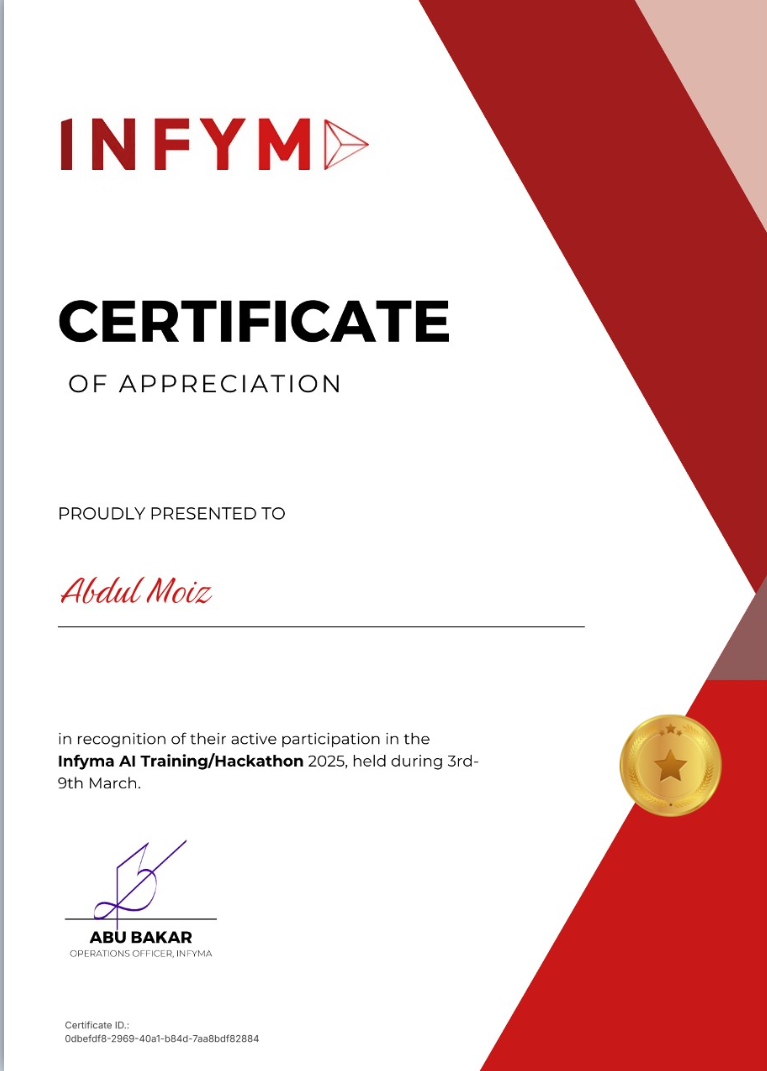 INFYMA
CERTIFICATE
OF APPRECIATION
PROUDLY PRESENTED TO
Abdul Moiz
in recognition of their active participation in the
Infyma AI Training/Hackathon 2025, held during 3rd-
9th March.
ABU BAKAR
OPERATIONS OFFICER, INFYMA
Certificate ID.:
0dbefdf8-2969-40a1-b84d-7aa8bdf82884